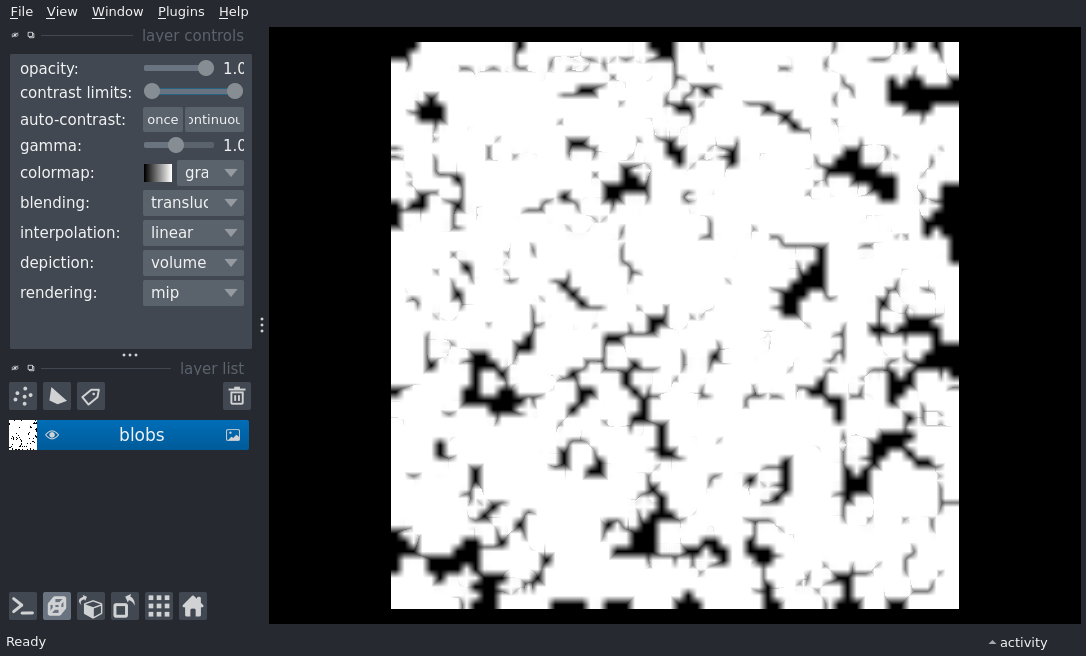 File View Window Plugins Help
layer controls
opacity: 1.0
contrast limits:
auto-contrast: once ontinuou
gamma: 1.0
colormap: gra
blending: transluc
interpolation: linear
depiction: volume
rendering: mip
layer list
blobs
Ready
activity